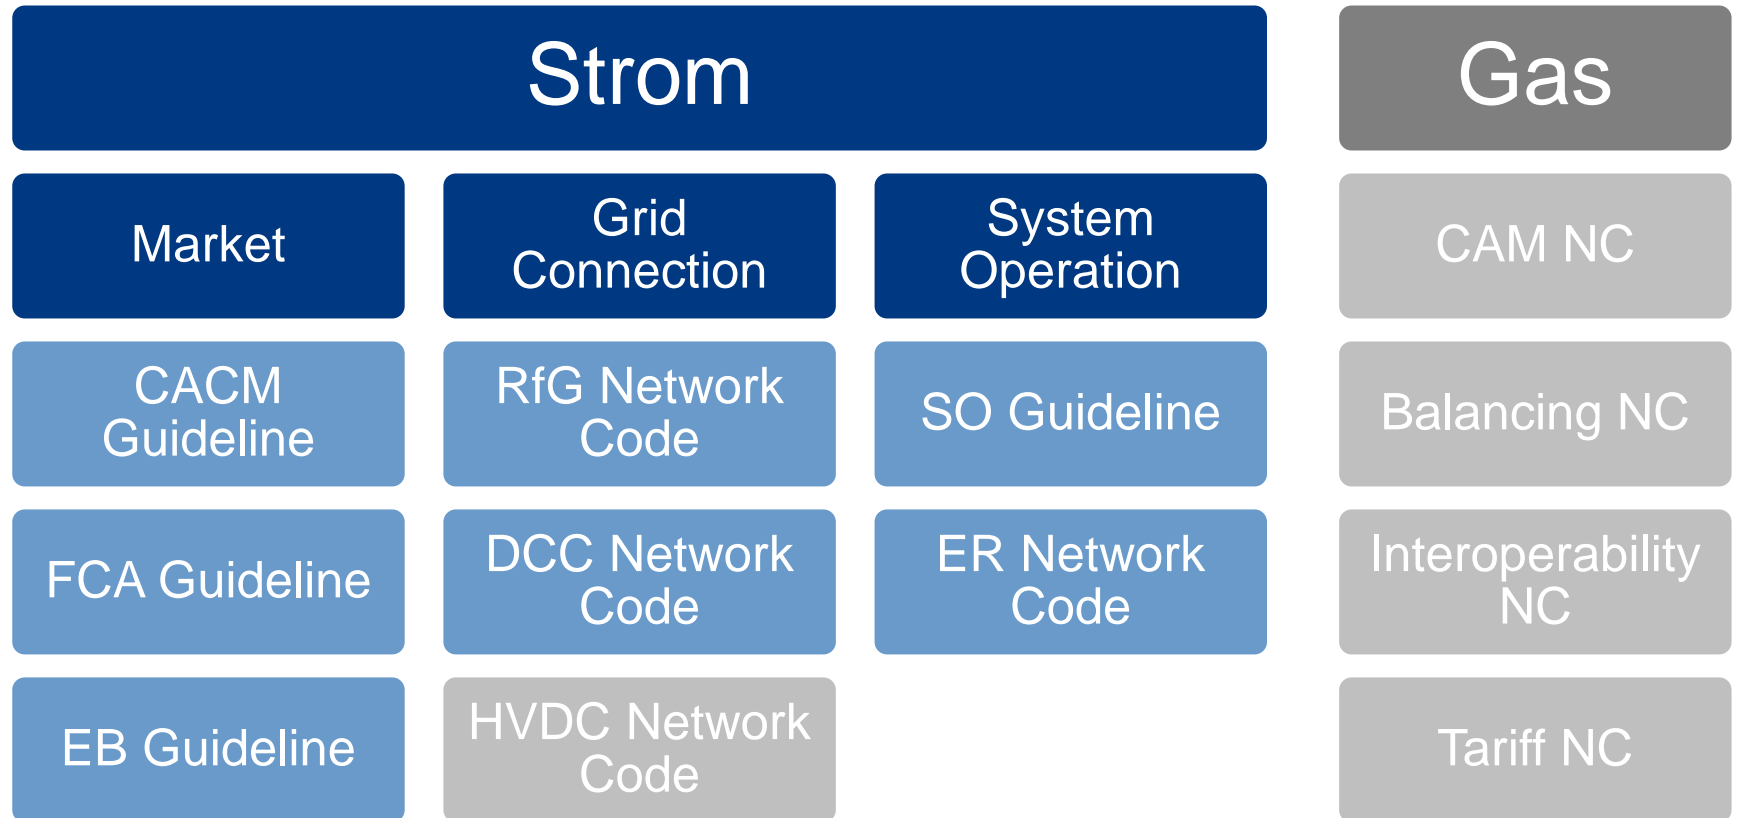 Strom
Gas
Market
Grid
Connection
System
Operation
CAM NC
CACM
Guideline
RfG Network
Code
SO Guideline
Balancing NC
FCA Guideline
DCC Network
Code
ER Network
Code
Interoperability
NC
EB Guideline
HVDC Network
Code
Tariff NC